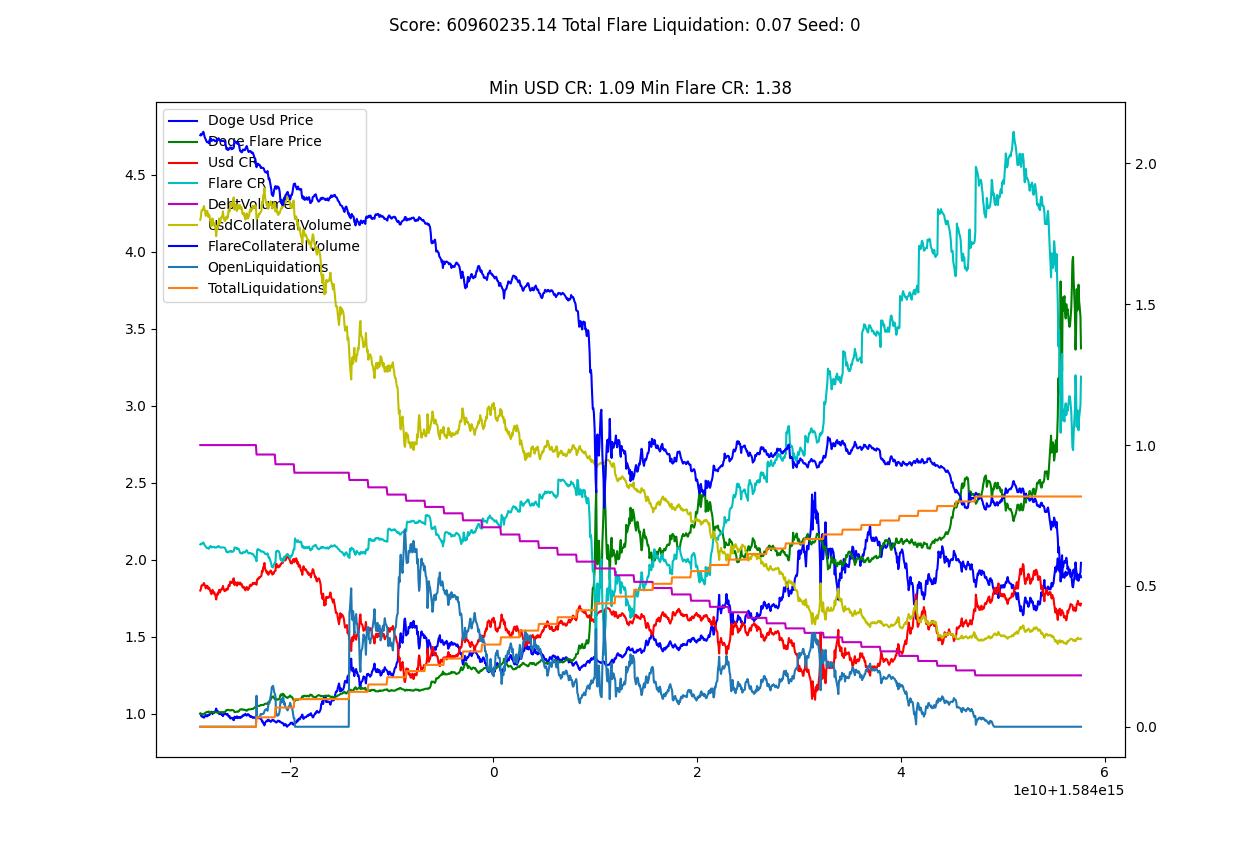 Score: 60960235.14 Total Flare Liquidation: 0.07 Seed: 0
Min USD CR: 1.09 Min Flare CR: 1.38
Doge Usd Price
Doge Flare Price
Usd CR
Flare CR
DebtVolume
UsdCollateralVolume
FlareCollateralVolume
OpenLiquidations
TotalLiquidations
4.5
4.0
3.5
3.0
2.5
2.0
1.5
1.0
2.0
1.5
1.0
0.5
0.0
−2
0
2
4
6
1e10+1.584e15